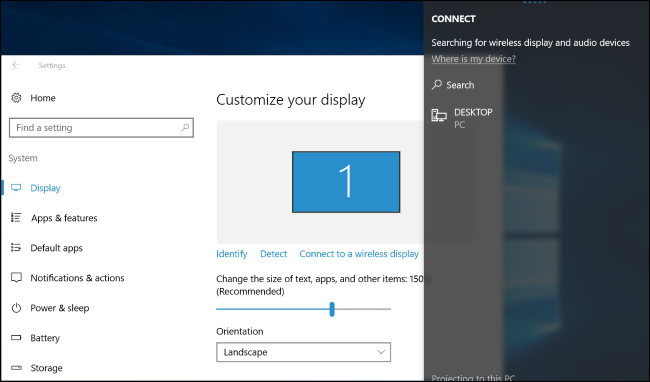 Settings
Home
Find a setting
System
Display
Apps & features
Default apps
Notifications & actions
Power & sleep
Battery
Storage
Customize your display
1
Identify Detect Connect to a wireless display
Change the size of text, apps, and other items: 150%
(Recommended)
Orientation
Landscape
CONNECT
Searching for wireless display and audio devices
Where is my device?
Search
DESKTOP
PC
Projecting to this PC